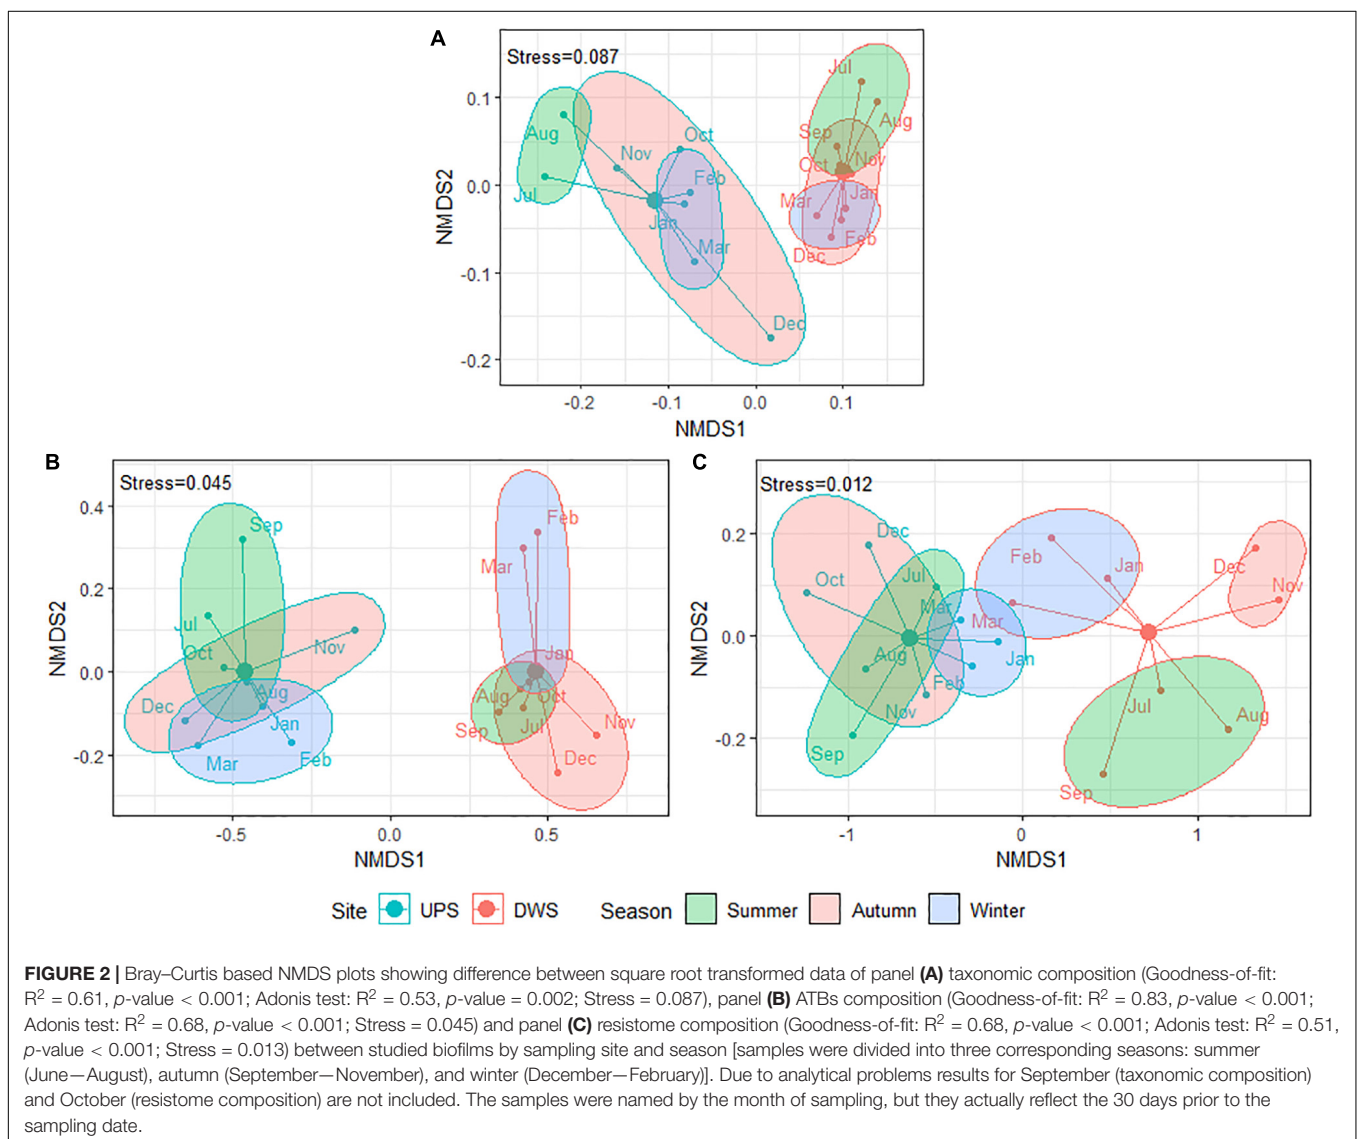 A
Stress=0.087
Jul
Aug
Sep
Oct
Nov
Jan
Mar
Feb
Dec
Aug
Jul
Nov
Oct
Feb
Jan
Mar
Dec
0.1
0.0
-0.1
-0.2
NMDS2
-0.2 -0.1 0.0 0.1
NMDS1
B
Stress=0.045
Sep
Jul
Oct
Nov
Aug
Dec
Jan
Mar
Feb
Feb
Mar
Jan
Aug
Oct
Sep
Jul
Nov
Dec
0.4
0.2
0.0
-0.2
NMDS2
-0.5 0.0 0.5
NMDS1
C
Stress=0.012
Dec
Oct
Jul
Mar
Aug
Jan
Feb
Nov
Sep
Feb
Jan
Mar
Dec
Nov
Jul
Aug
Sep
0.2
0.0
-0.2
NMDS2
-1 0 1
NMDS1
Site UPS DWS Season Summer Autumn Winter
FIGURE 2 | Bray–Curtis based NMDS plots showing difference between square root transformed data of panel (A) taxonomic composition (Goodness-of-fit:
R² = 0.61, p-value < 0.001; Adonis test: R² = 0.53, p-value = 0.002; Stress = 0.087), panel (B) ATBs composition (Goodness-of-fit: R² = 0.83, p-value < 0.001;
Adonis test: R² = 0.68, p-value < 0.001; Stress = 0.045) and panel (C) resistome composition (Goodness-of-fit: R² = 0.68, p-value < 0.001; Adonis test: R² = 0.51,
p-value < 0.001; Stress = 0.013) between studied biofilms by sampling site and season [samples were divided into three corresponding seasons: summer
(June—August), autumn (September—November), and winter (December—February)]. Due to analytical problems results for September (taxonomic composition)
and October (resistome composition) are not included. The samples were named by the month of sampling, but they actually reflect the 30 days prior to the
sampling date.